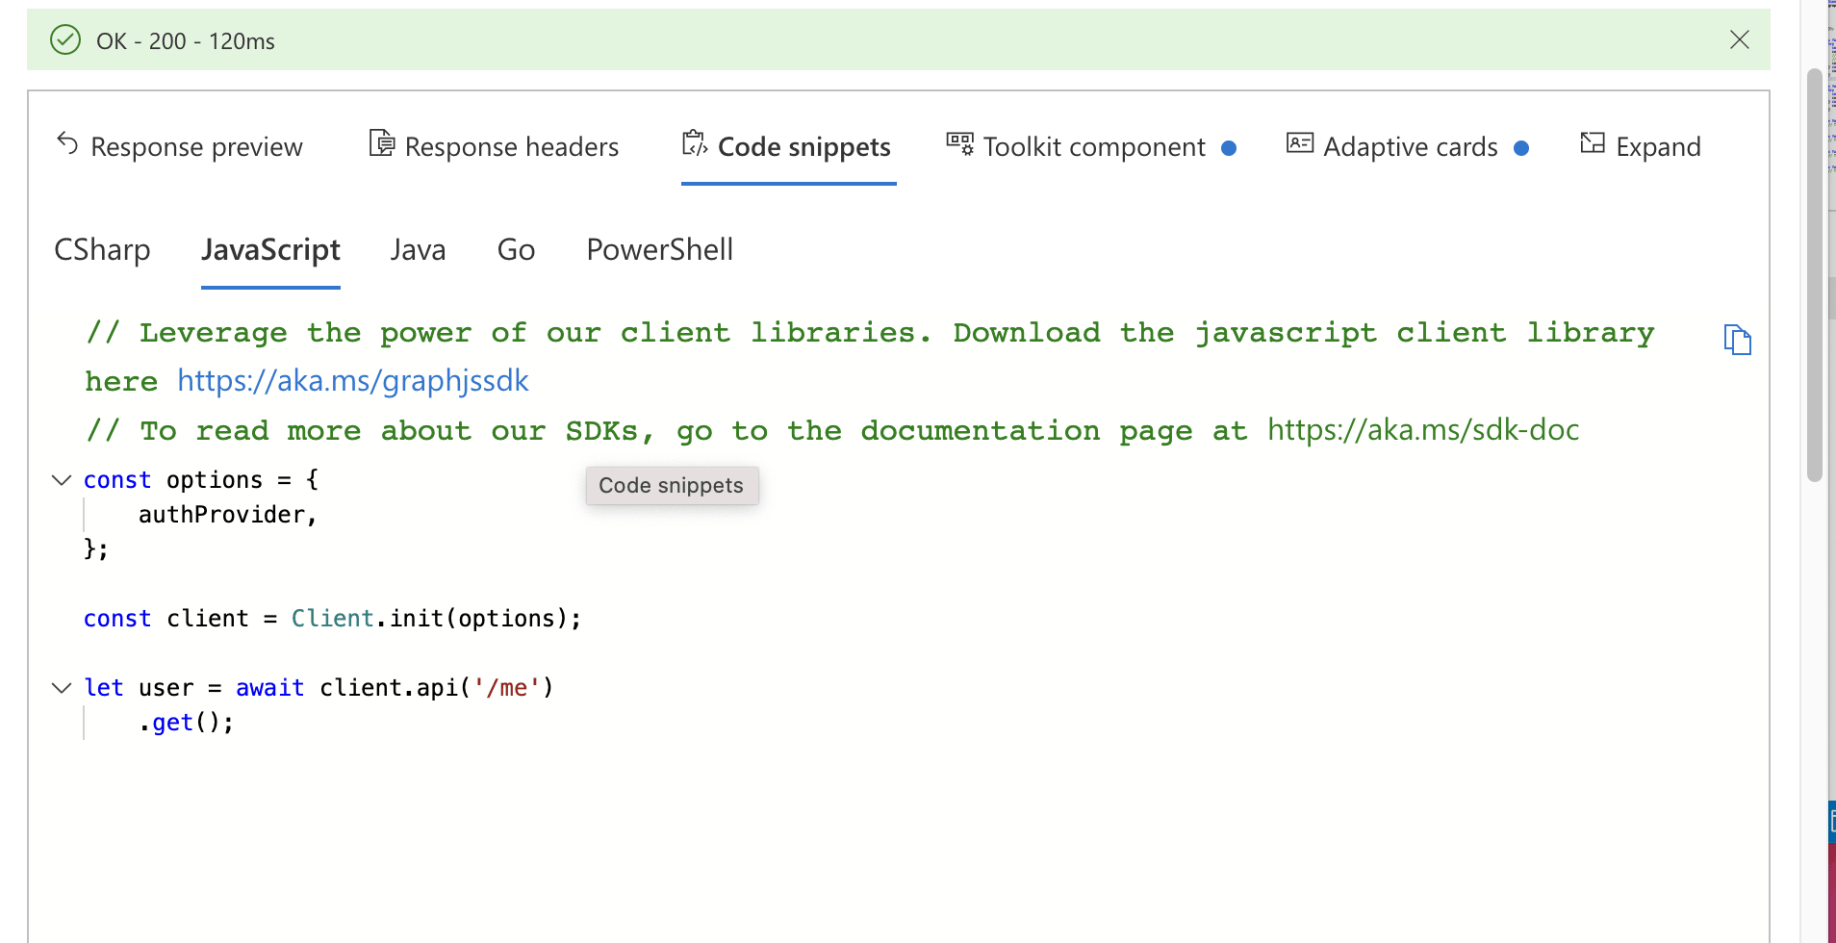 OK - 200 - 120ms
Response preview Response headers Code snippets Toolkit component Adaptive cards Expand
CSharp JavaScript Java Go PowerShell
// Leverage the power of our client libraries. Download the javascript client library
here https://aka.ms/graphjssdk
// To read more about our SDKs, go to the documentation page at https://aka.ms/sdk-doc
const options = {
Code snippets
authProvider,
};
const client = Client.init(options);
let user = await client.api('/me')
.get();